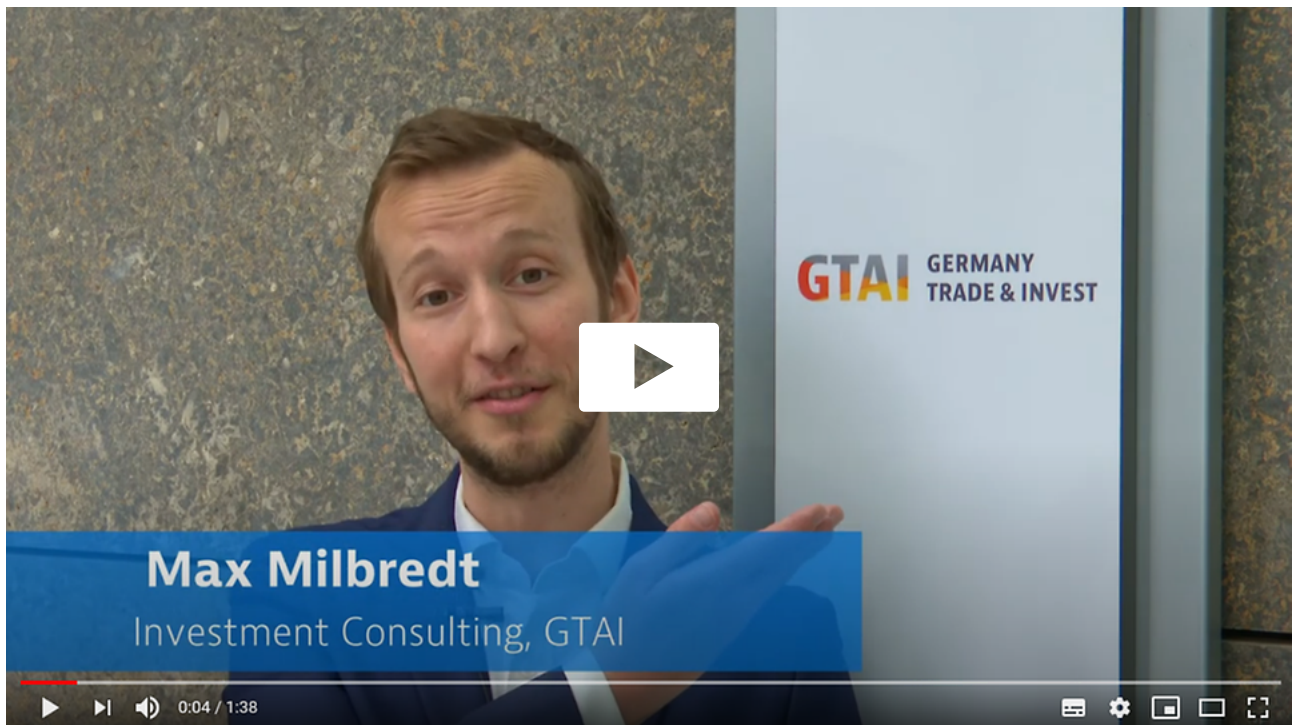 GTAI GERMANY
TRADE & INVEST
Max Milbredt
Investment Consulting, GTAI
0:04 / 1:38